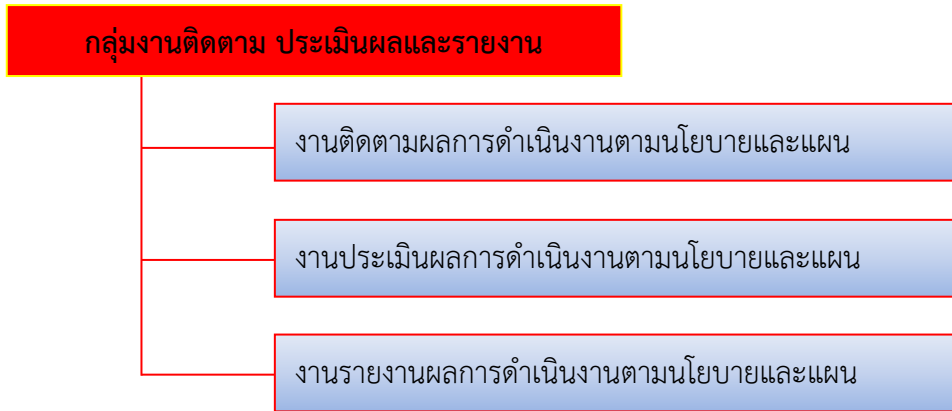 กลุ่มงานติดตาม ประเมินผลและรายงาน
งานติดตามผลการดำเนินงานตามนโยบายและแผน
งานประเมินผลการดำเนินงานตามนโยบายและแผน
งานรายงานผลการดำเนินงานตามนโยบายและแผน